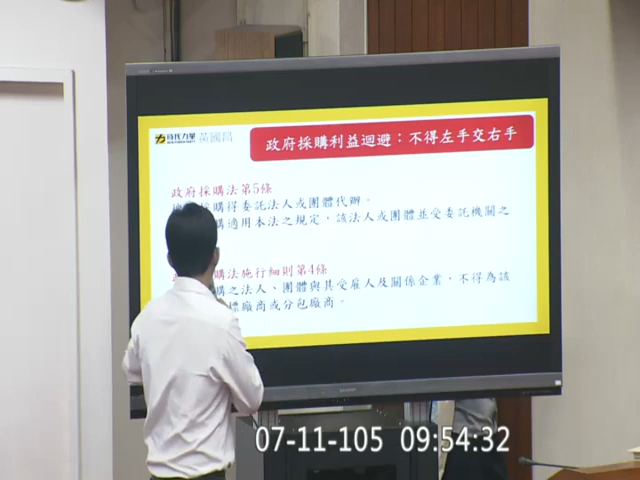 時代力量 黃國昌
政府採購利益迴避：不得左手交右手
政府採購法第5條
採購得委託法人或團體代辦。
購適用本法之規定，該法人或團體並受委託機關之
購法施行細則第4條
購之法人、團體與其受雇人及關係企業，不得為該
標廠商或分包廠商。
07-11-105 09:54:32